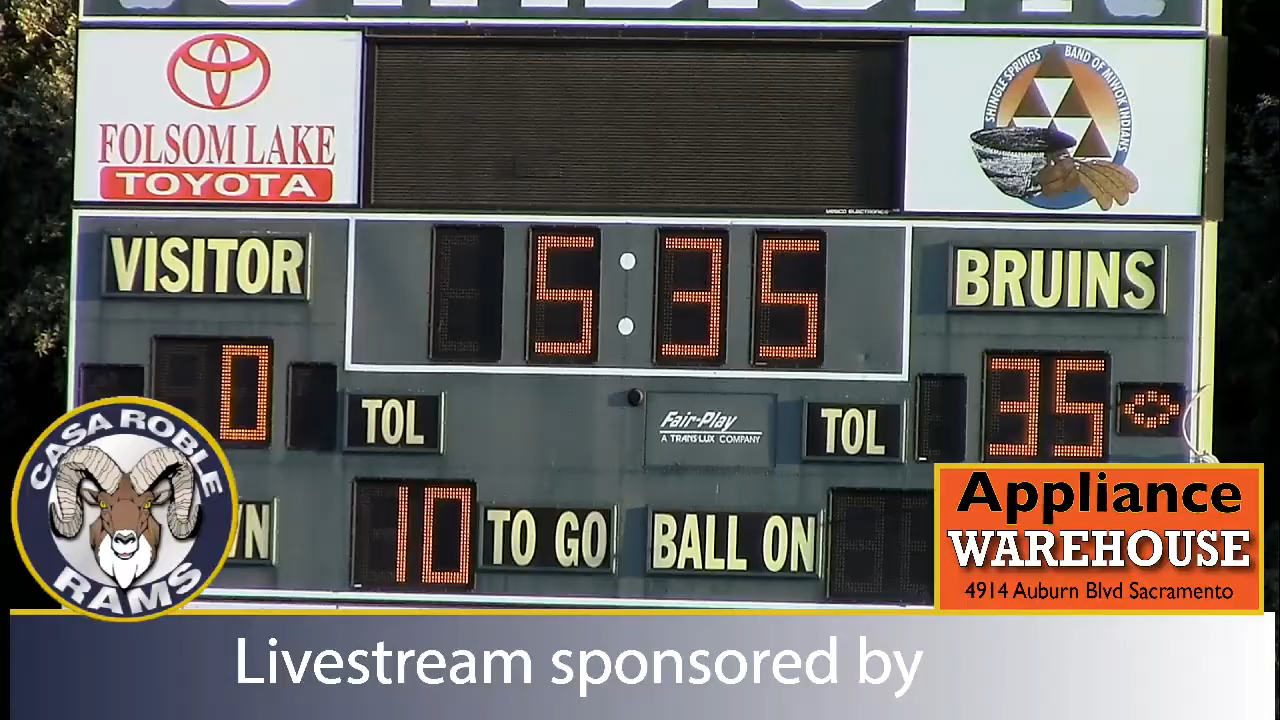 FOLSOM LAKE
TOYOTA
SHINGLE SPRINGS BAND OF MIWOK INDIANS
VISITOR
5:35
BRUINS
0
TOL
Fair-Play
A TRANS-LUX COMPANY
TOL
35
10
TO GO
BALL ON
CASA ROBLE
RAMS
Appliance
WAREHOUSE
4914 Auburn Blvd Sacramento
Livestream sponsored by